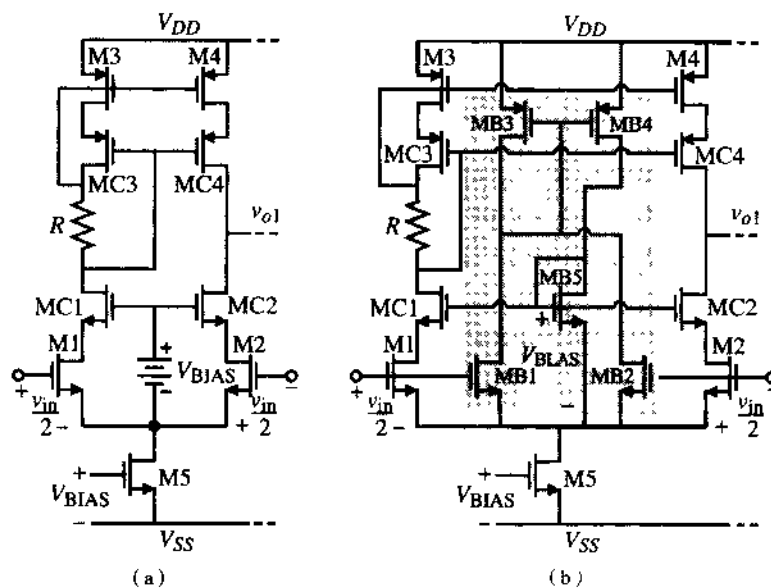 V_DD
M3
M4
MC3
MC4
R
v_o1
MC1
MC2
M1
M2
+
V_BIAS
−
+
v_in
2
−
+
v_in
2
−
+
V_BIAS
−
M5
V_SS
(a)
V_DD
M3
M4
MB3
MB4
MC3
MC4
R
v_o1
MB5
MC1
MC2
+
M1
M2
V_BIAS
MB1
MB2
−
+
v_in
2
−
+
v_in
2
+
V_BIAS
−
M5
V_SS
(b)